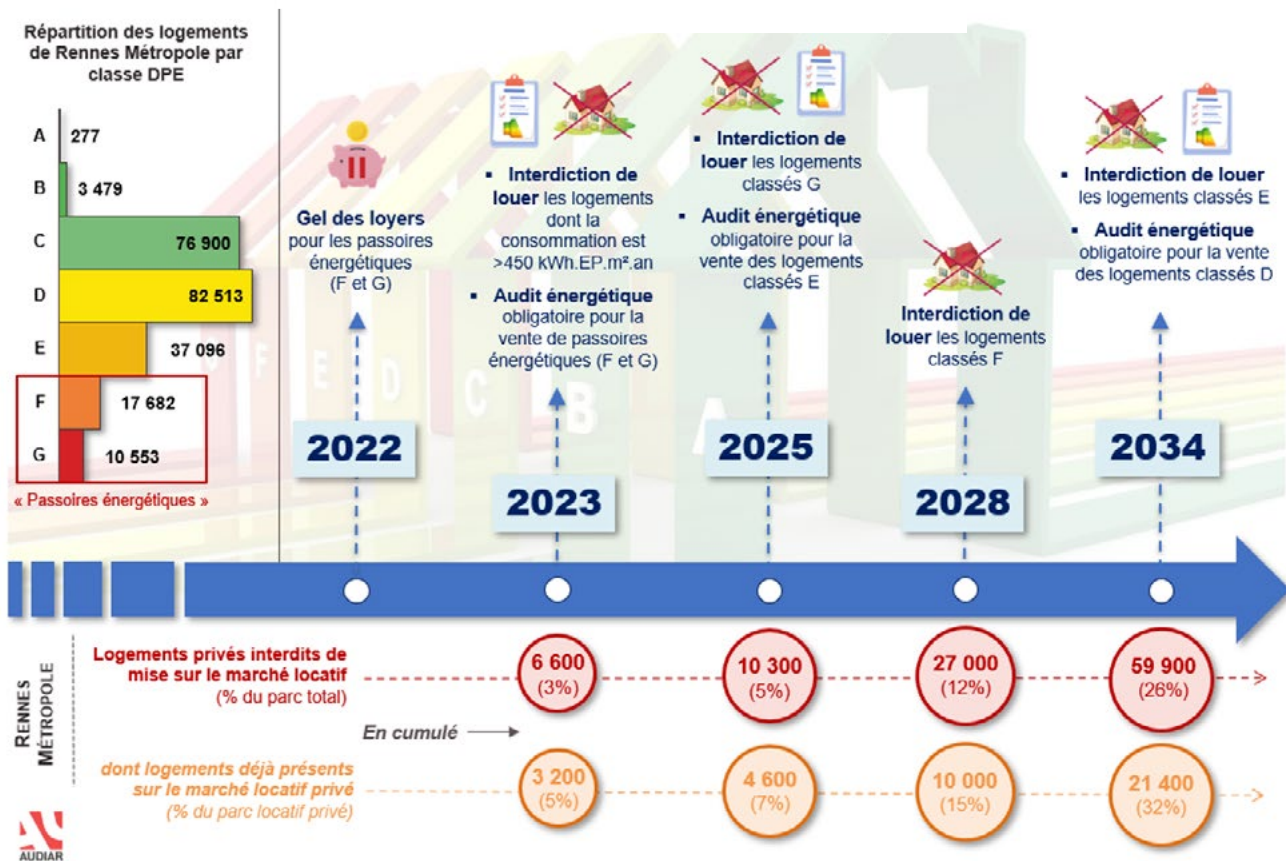 Répartition des logements
de Rennes Métropole par
classe DPE
A 277
B 3 479
C 76 900
D 82 513
E 37 096
F 17 682
G 10 553
« Passoires énergétiques »
Gel des loyers
pour les passoires
énergétiques
(F et G)
2022
▪ Interdiction de
louer les logements
dont la
consommation est
>450 kWh.EP.m².an
▪ Audit énergétique
obligatoire pour la
vente de passoires
énergétiques (F et G)
2023
▪ Interdiction de
louer les logements
classés G
▪ Audit énergétique
obligatoire pour la
vente des logements
classés E
2025
Interdiction de
louer les logements
classés F
2028
▪ Interdiction de louer
les logements classés E
▪ Audit énergétique
obligatoire pour la vente
des logements classés D
2034
F E D C B A
RENNES
MÉTROPOLE
Logements privés interdits de
mise sur le marché locatif
(% du parc total)
6 600
(3%)
10 300
(5%)
27 000
(12%)
59 900
(26%)
En cumulé
dont logements déjà présents
sur le marché locatif privé
(% du parc locatif privé)
3 200
(5%)
4 600
(7%)
10 000
(15%)
21 400
(32%)
AUDIAR